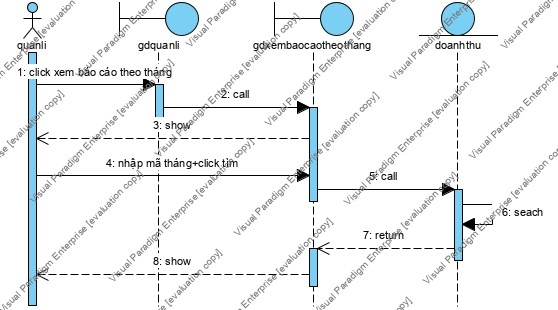 quanli
gdquanli
gdxembaocaotheothang
doanhthu
1: click xem báo cáo theo tháng
2: call
3: show
4: nhập mã tháng+click tìm
5: call
6: seach
7: return
8: show
Visual Paradigm Enterprise [evaluation copy]